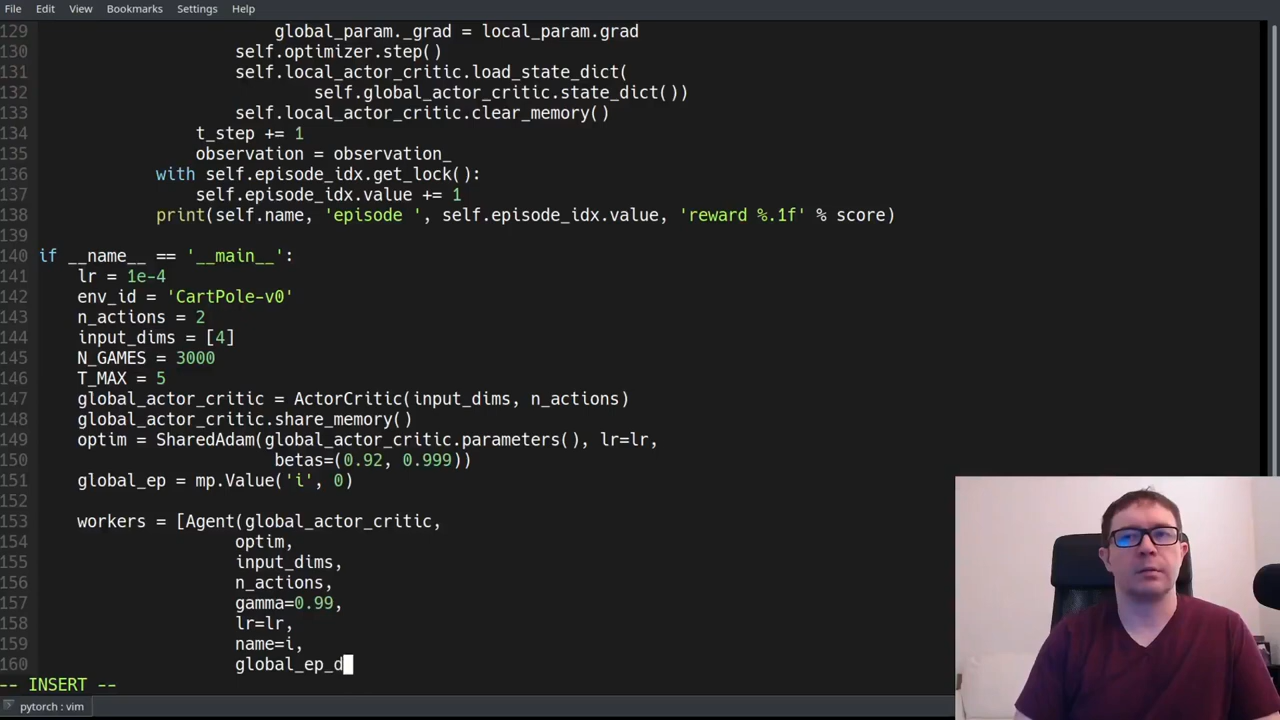 File Edit View Bookmarks Settings Help
129 global_param._grad = local_param.grad
130 self.optimizer.step()
131 self.local_actor_critic.load_state_dict(
132 self.global_actor_critic.state_dict())
133 self.local_actor_critic.clear_memory()
134 t_step += 1
135 observation = observation_
136 with self.episode_idx.get_lock():
137 self.episode_idx.value += 1
138 print(self.name, 'episode ', self.episode_idx.value, 'reward %.1f' % score)
139
140 if __name__ == '__main__':
141 lr = 1e-4
142 env_id = 'CartPole-v0'
143 n_actions = 2
144 input_dims = [4]
145 N_GAMES = 3000
146 T_MAX = 5
147 global_actor_critic = ActorCritic(input_dims, n_actions)
148 global_actor_critic.share_memory()
149 optim = SharedAdam(global_actor_critic.parameters(), lr=lr,
150 betas=(0.92, 0.999))
151 global_ep = mp.Value('i', 0)
152
153 workers = [Agent(global_actor_critic,
154 optim,
155 input_dims,
156 n_actions,
157 gamma=0.99,
158 lr=lr,
159 name=i,
160 global_ep_d
-- INSERT --
pytorch : vim